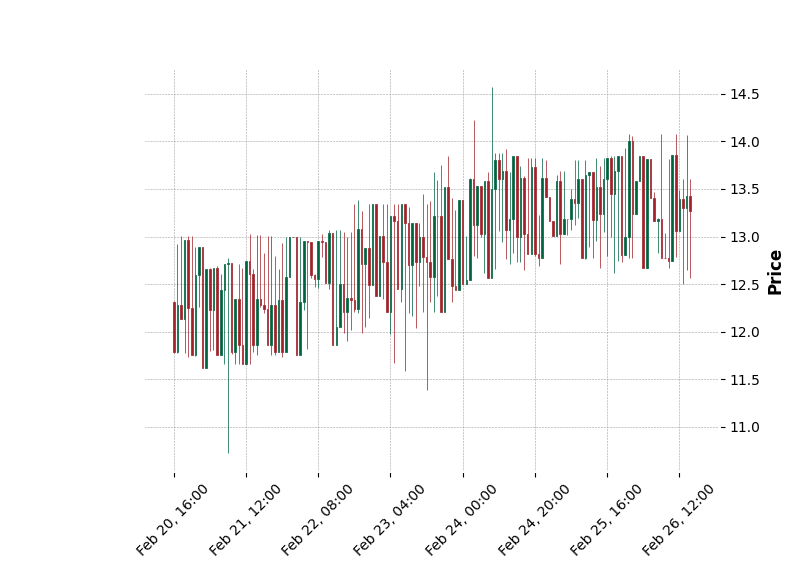 14.5
14.0
13.5
13.0
12.5
12.0
11.5
11.0
Price
Feb 20, 16:00
Feb 21, 12:00
Feb 22, 08:00
Feb 23, 04:00
Feb 24, 00:00
Feb 24, 20:00
Feb 25, 16:00
Feb 26, 12:00